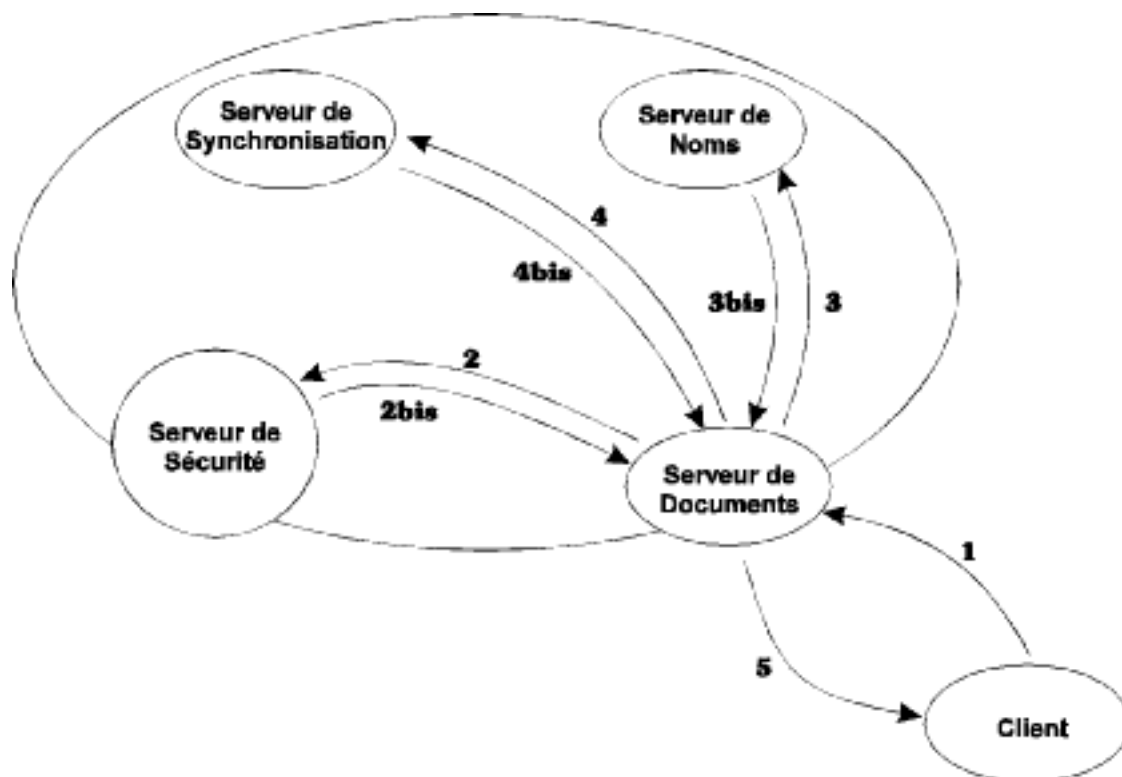 Serveur de
Synchronisation
Serveur de
Noms
4
4bis
3bis
3
2
2bis
Serveur de
Sécurité
Serveur de
Documents
1
5
Client